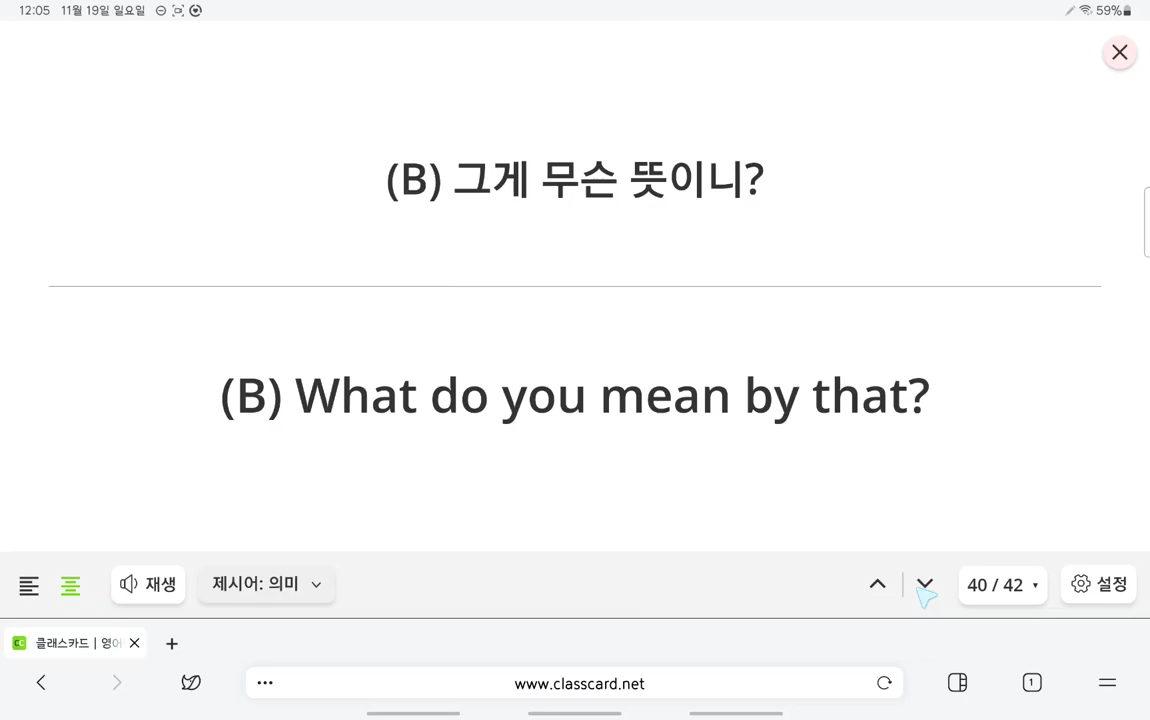 12:05 11월 19일 일요일
59%
(B) 그게 무슨 뜻이니?
(B) What do you mean by that?
재생
제시어: 의미
40 / 42
설정
클래스카드 | 영어
www.classcard.net
1